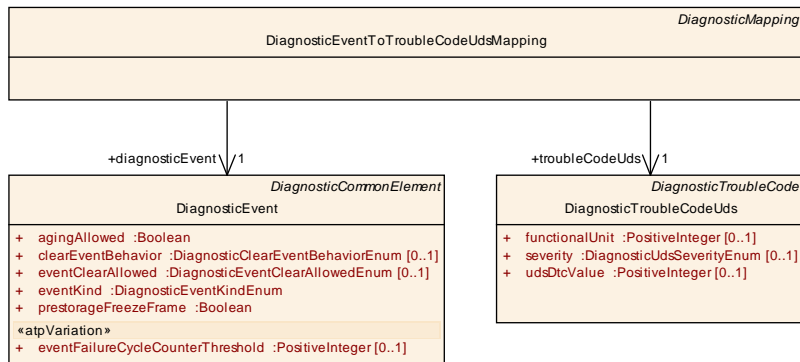 DiagnosticMapping
DiagnosticEventToTroubleCodeUdsMapping
+diagnosticEvent 1
+troubleCodeUds 1
DiagnosticCommonElement
DiagnosticEvent
+ agingAllowed :Boolean
+ clearEventBehavior :DiagnosticClearEventBehaviorEnum [0..1]
+ eventClearAllowed :DiagnosticEventClearAllowedEnum [0..1]
+ eventKind :DiagnosticEventKindEnum
+ prestorageFreezeFrame :Boolean
«atpVariation»
+ eventFailureCycleCounterThreshold :PositiveInteger [0..1]
DiagnosticTroubleCode
DiagnosticTroubleCodeUds
+ functionalUnit :PositiveInteger [0..1]
+ severity :DiagnosticUdsSeverityEnum [0..1]
+ udsDtcValue :PositiveInteger [0..1]